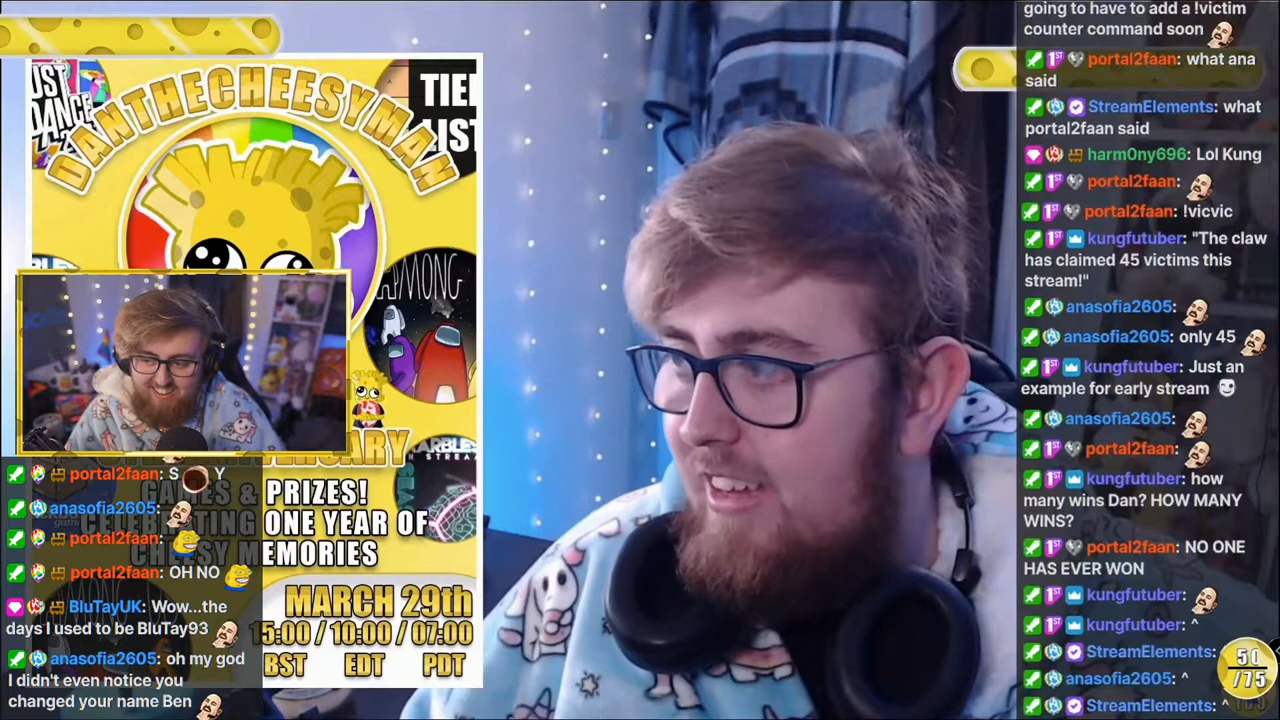 DANTHECHEESYMAN
UST
DANCE
TIER
LIST
AMONG
ARBLES
GAMES & PRIZES!
CELEBRATING ONE YEAR OF
CHEESY MEMORIES
MARCH 29th
15:00 / 10:00 / 07:00
BST EDT PDT
portal2faan: S Y
anasofia2605:
portal2faan:
portal2faan: OH NO
BluTayUK: Wow...the
days I used to be BluTay93
anasofia2605: oh my god
I didn't even notice you
changed your name Ben
going to have to add a !victim
counter command soon
portal2faan: what ana
said
StreamElements: what
portal2faan said
harm0ny696: Lol Kung
portal2faan:
portal2faan: !vicvic
kungfutuber: "The claw
has claimed 45 victims this
stream!"
anasofia2605:
anasofia2605: only 45
kungfutuber: Just an
example for early stream
anasofia2605:
portal2faan:
kungfutuber: how
many wins Dan? HOW MANY
WINS?
portal2faan: NO ONE
HAS EVER WON
kungfutuber:
kungfutuber: ^
StreamElements:
anasofia2605: ^
StreamElements: ^
50
/75